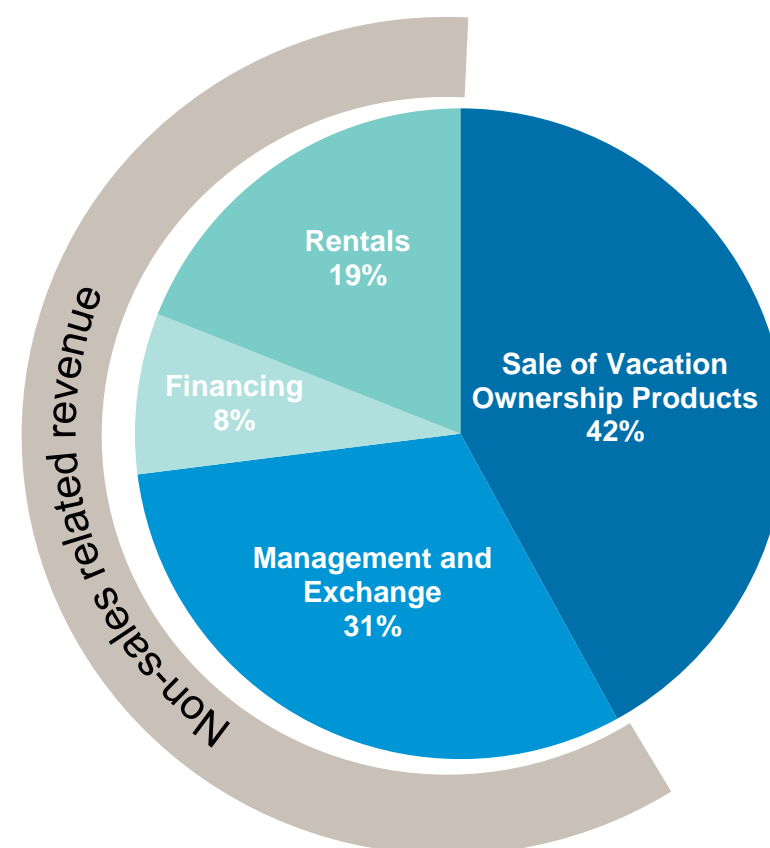 Rentals
19%
Sale of Vacation
Ownership Products
42%
Financing
8%
Management and
Exchange
31%
Non-sales related revenue